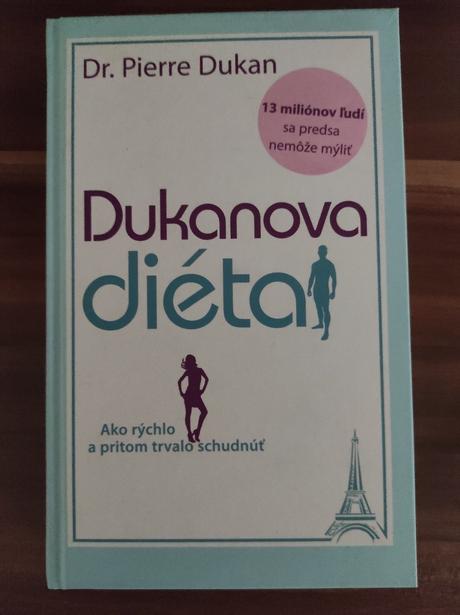 Dr. Pierre Dukan
13 miliónov ľudí
sa predsa
nemôže mýliť
Dukanova
diéta
Ako rýchlo
a pritom trvalo schudnúť